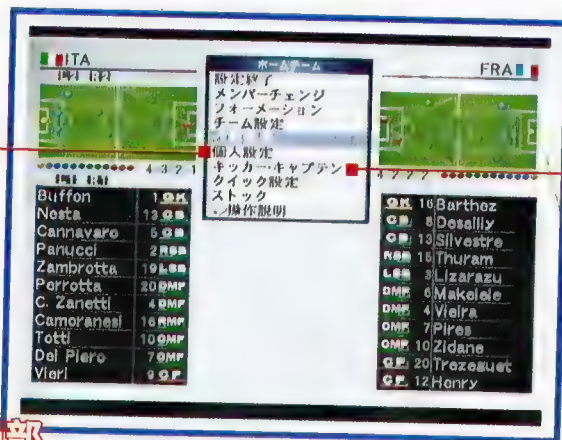 ITA
FRA
ホームチーム
設定終了
メンバーチェンジ
フォーメーション
チーム設定
個人設定
キッカー・キャプテン
クイック設定
ストック
操作説明
4 3 2 1
4 2 2 2
Buffon 1 GK
Nesta 13 CB
Cannavaro 5 CB
Panucci 2 RSB
Zambrotta 19 LSB
Perrotta 20 DMF
C. Zanetti 4 DMF
Camoranesi 16 RMF
Totti 10 OMF
Del Piero 7 OMF
Vieri 9 CF
GK 16 Barthez
CB 8 Desailly
CB 13 Silvestre
RSB 15 Thuram
LSB 3 Lizarazu
DMF 6 Makelele
DMF 4 Vieira
OMF 7 Pires
OMF 10 Zidane
CF 20 Trezeguet
CF 12 Henry
部